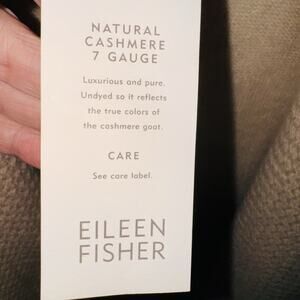 NATURAL
CASHMERE
7 GAUGE
Luxurious and pure.
Undyed so it reflects
the true colors of
the cashmere goat.
CARE
See care label.
EILEEN
FISHER